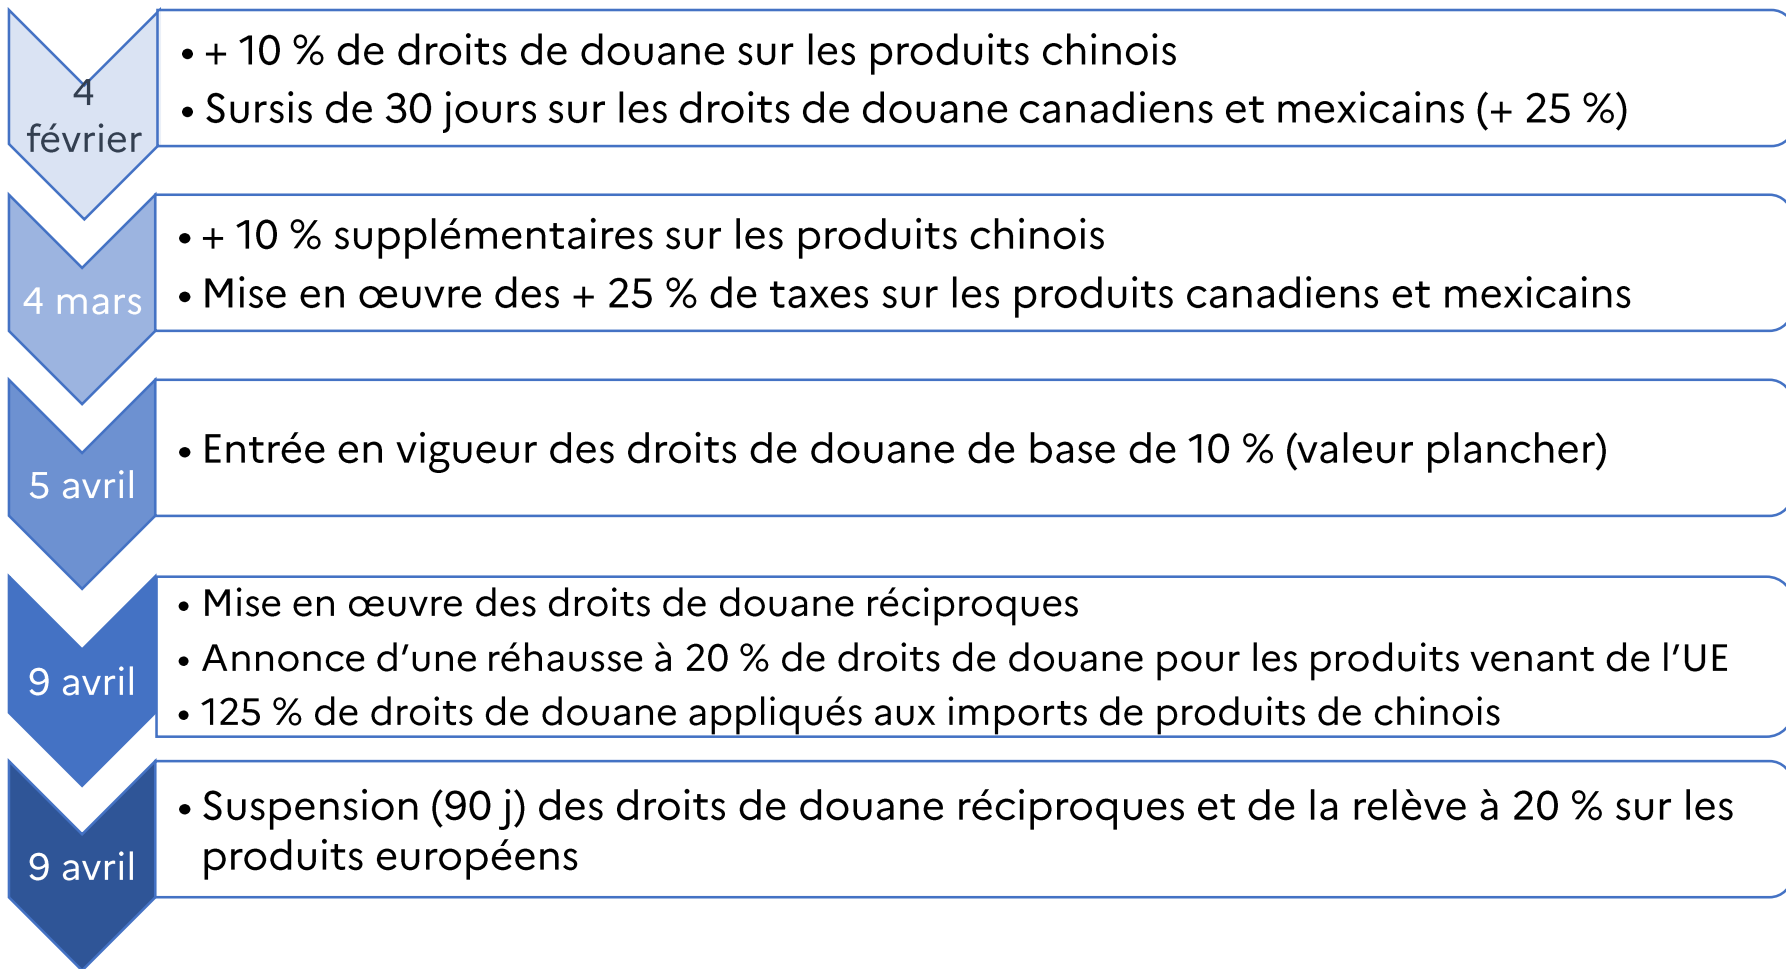 4
février
• + 10 % de droits de douane sur les produits chinois
• Sursis de 30 jours sur les droits de douane canadiens et mexicains (+ 25 %)
4 mars
• + 10 % supplémentaires sur les produits chinois
• Mise en œuvre des + 25 % de taxes sur les produits canadiens et mexicains
5 avril
• Entrée en vigueur des droits de douane de base de 10 % (valeur plancher)
9 avril
• Mise en œuvre des droits de douane réciproques
• Annonce d’une réhausse à 20 % de droits de douane pour les produits venant de l’UE
• 125 % de droits de douane appliqués aux imports de produits de chinois
9 avril
• Suspension (90 j) des droits de douane réciproques et de la relève à 20 % sur les
produits européens